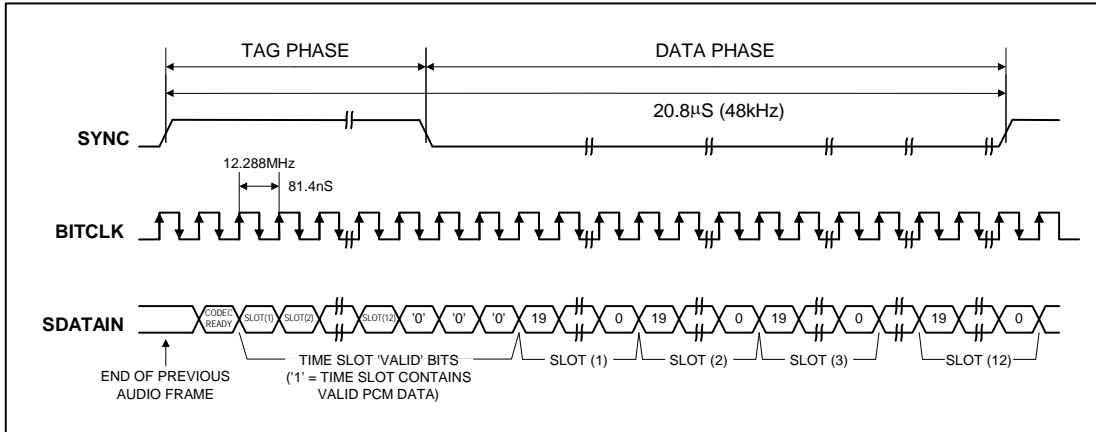 TAG PHASE
DATA PHASE
20.8µS (48kHz)
SYNC
12.288MHz
81.4nS
BITCLK
SDATAIN
CODEC
READY
SLOT(1)
SLOT(2)
SLOT(12)
'0'
'0'
'0'
19
0
19
0
19
0
19
0
TIME SLOT 'VALID' BITS
('1' = TIME SLOT CONTAINS
VALID PCM DATA)
SLOT (1)
SLOT (2)
SLOT (3)
SLOT (12)
END OF PREVIOUS
AUDIO FRAME